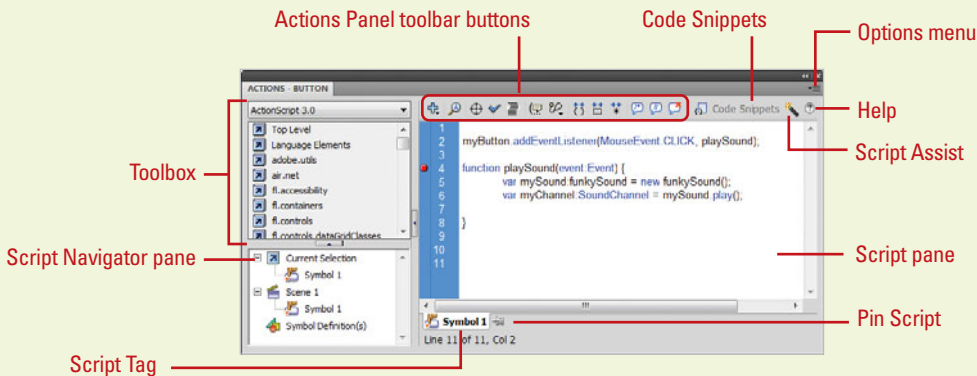 Actions Panel toolbar buttons
Code Snippets
Options menu
ACTIONS - BUTTON
ActionScript 3.0
Code Snippets
Help
Script Assist
Toolbox
Top Level
Language Elements
adobe.utils
air.net
fl.accessibility
fl.containers
fl.controls
fl.controls.dataGridClasses
1
2 myButton.addEventListener(MouseEvent.CLICK, playSound);
3
4 function playSound(event:Event) {
5 var mySound:funkySound = new funkySound();
6 var myChannel:SoundChannel = mySound.play();
7
8 }
9
10
11
Script Navigator pane
Current Selection
Symbol 1
Scene 1
Symbol 1
Symbol Definition(s)
Script pane
Symbol 1
Pin Script
Line 11 of 11, Col 2
Script Tag